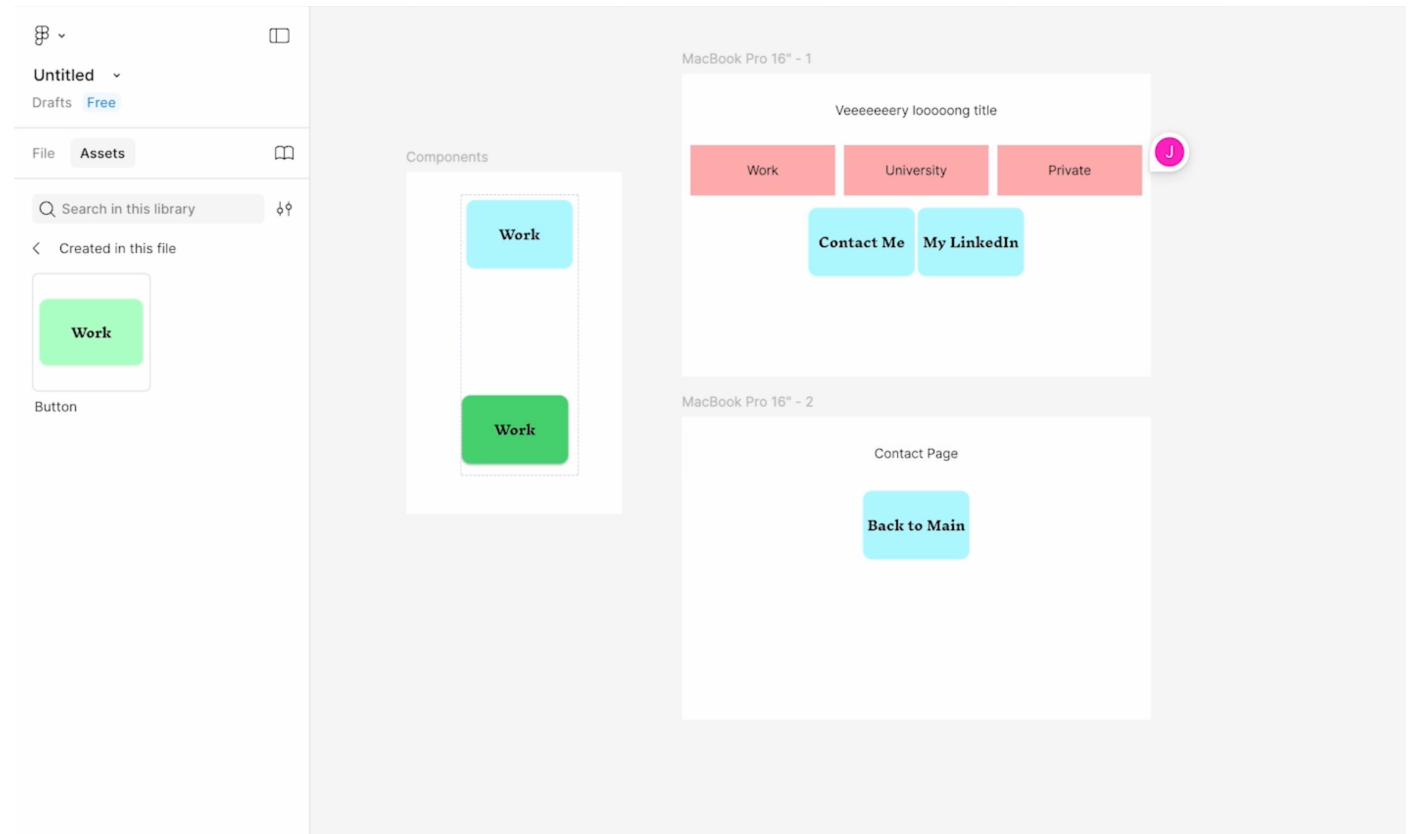 Untitled
Drafts Free
File Assets
Search in this library
Created in this file
Work
Button
Components
Work
Work
MacBook Pro 16" - 1
Veeeeeeery looooong title
Work University Private
J
Contact Me My LinkedIn
MacBook Pro 16" - 2
Contact Page
Back to Main